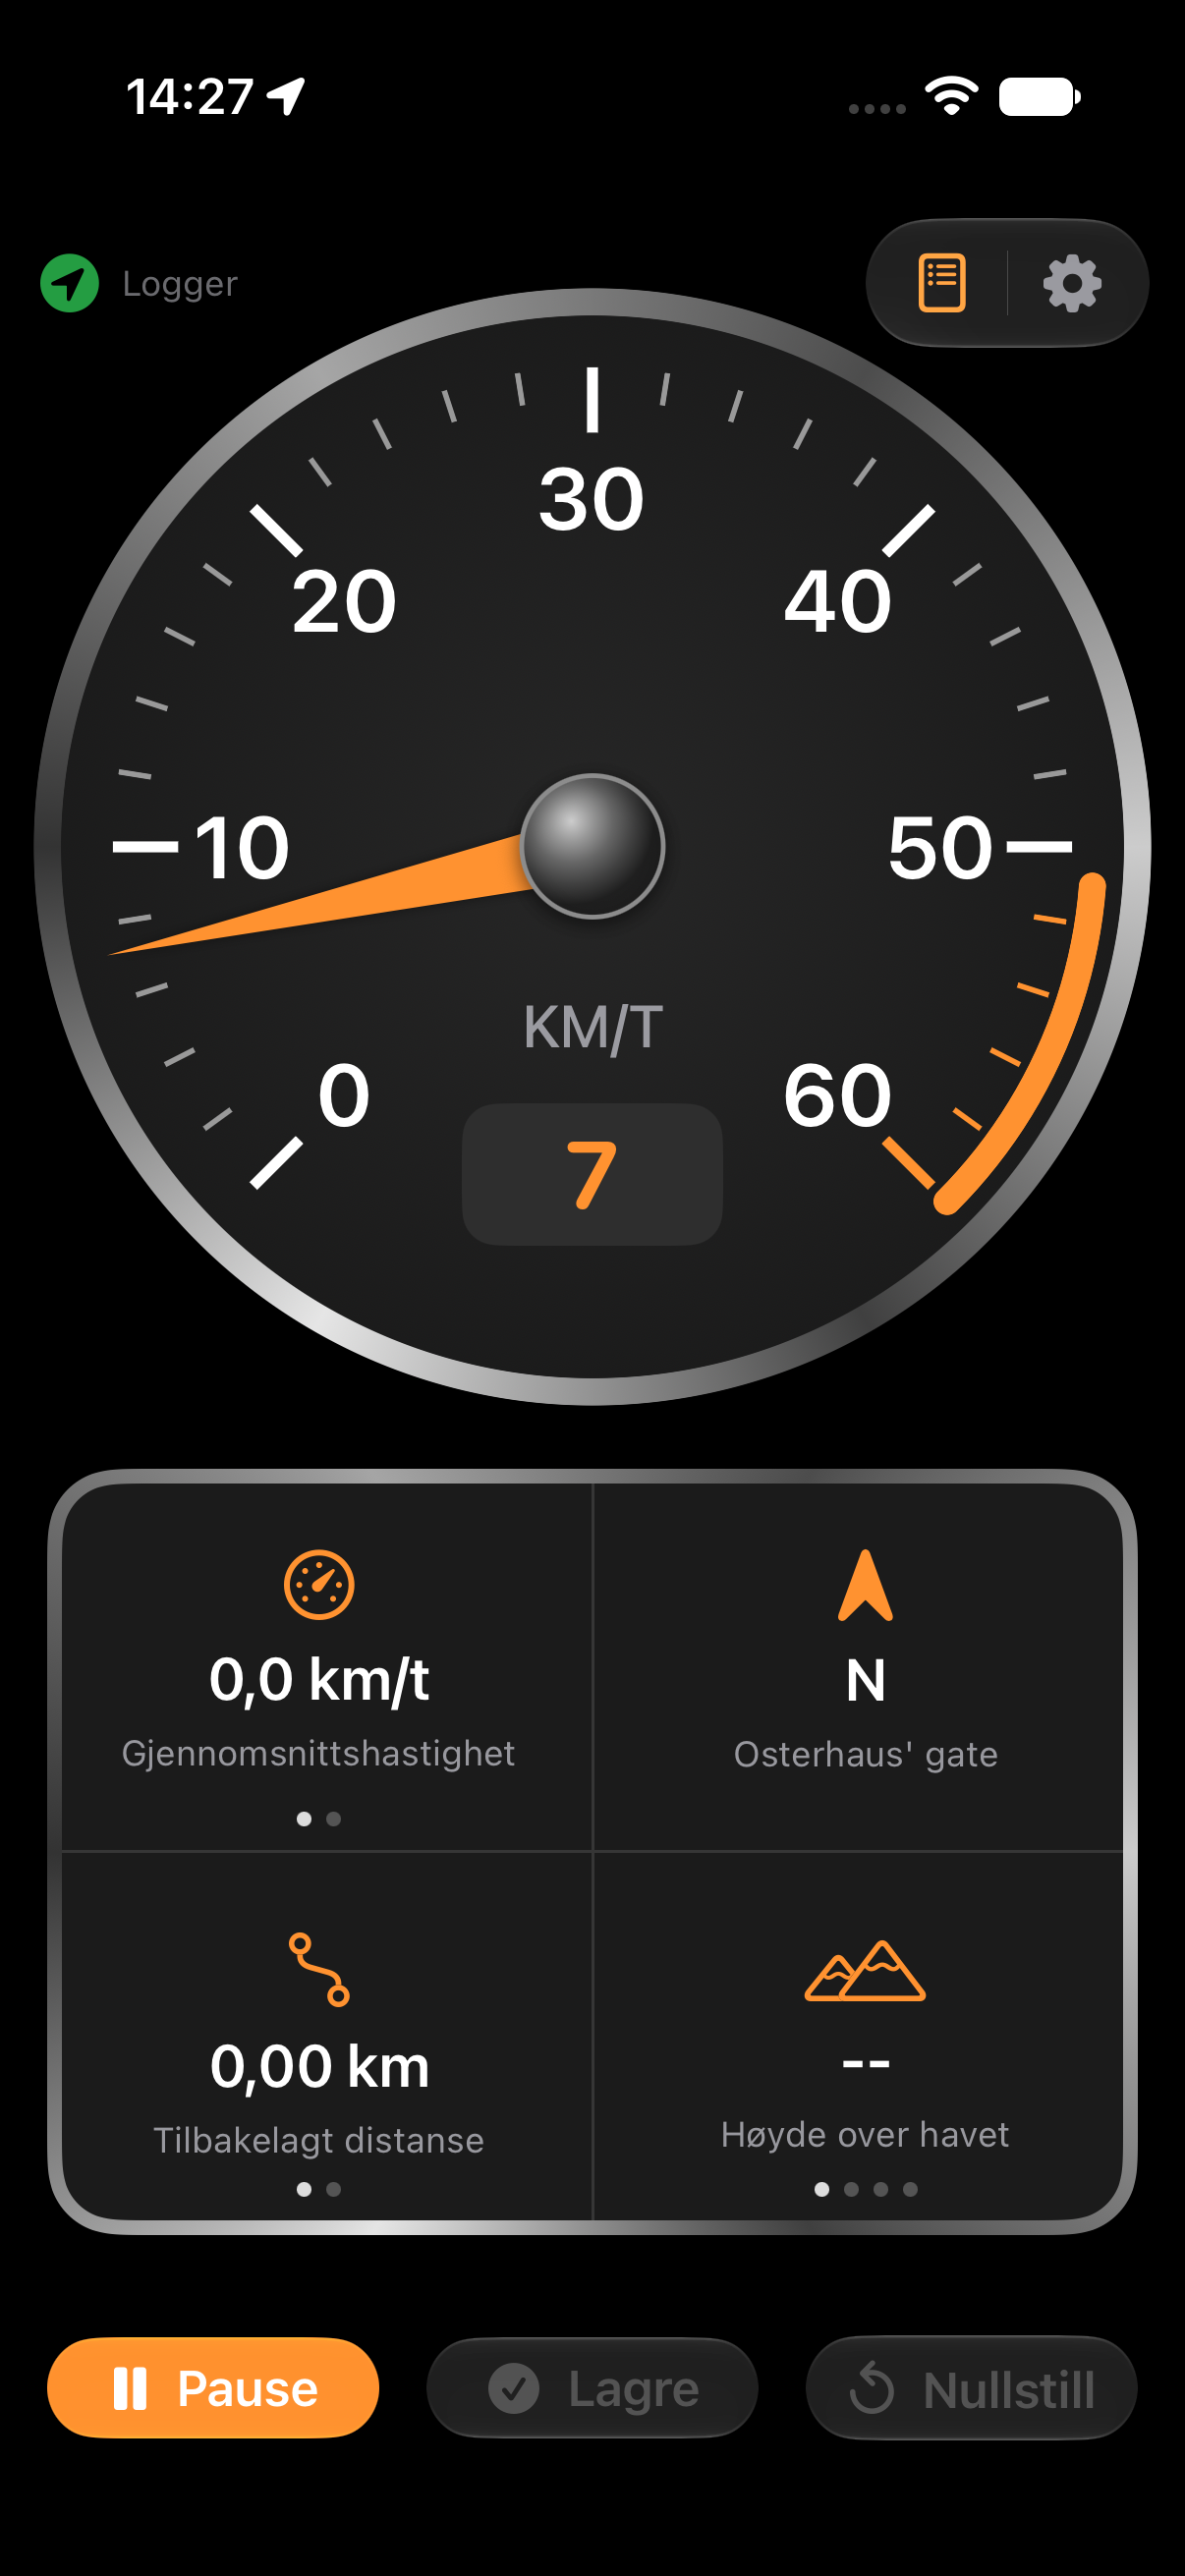 14:27
Logger
30
20
40
10
50
KM/T
0
60
7
0,0 km/t
N
Gjennomsnittshastighet
Osterhaus' gate
0,00 km
--
Tilbakelagt distanse
Høyde over havet
Pause
Lagre
Nullstill